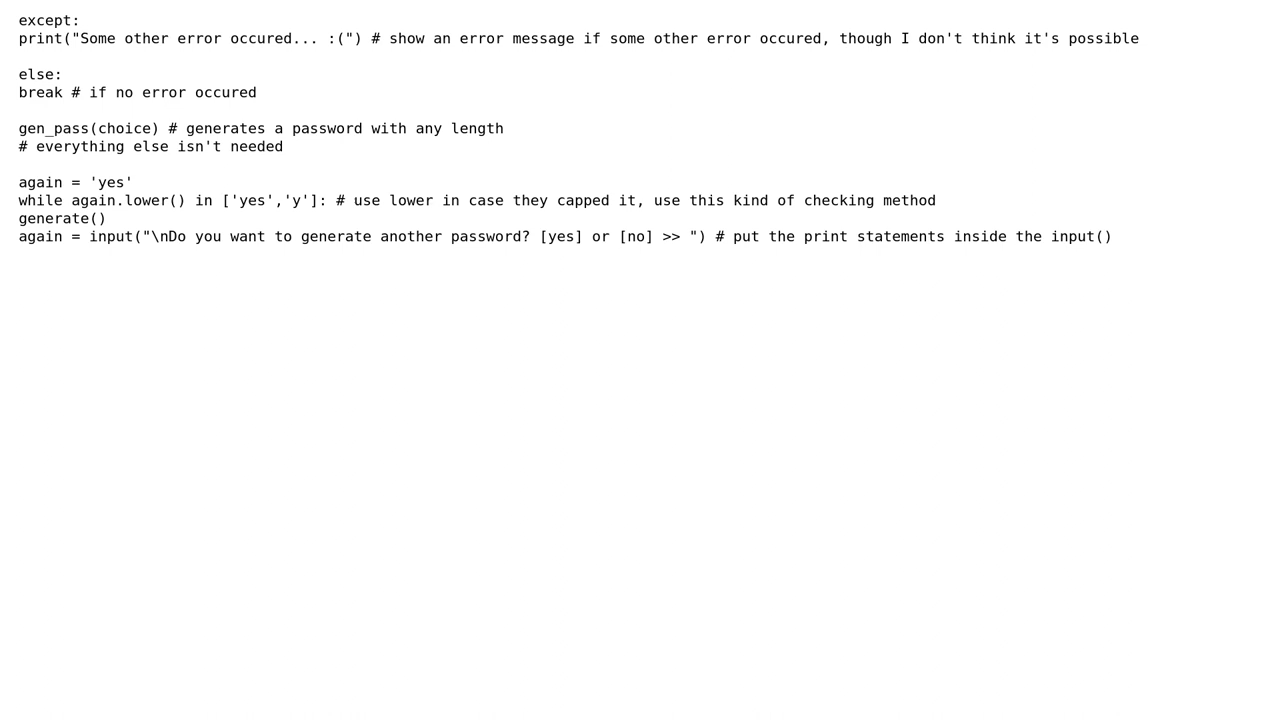 except:
print("Some other error occured... :(") # show an error message if some other error occured, though I don't think it's possible
else:
break # if no error occured
gen_pass(choice) # generates a password with any length
# everything else isn't needed
again = 'yes'
while again.lower() in ['yes','y']: # use lower in case they capped it, use this kind of checking method
generate()
again = input("\nDo you want to generate another password? [yes] or [no] >> ") # put the print statements inside the input()